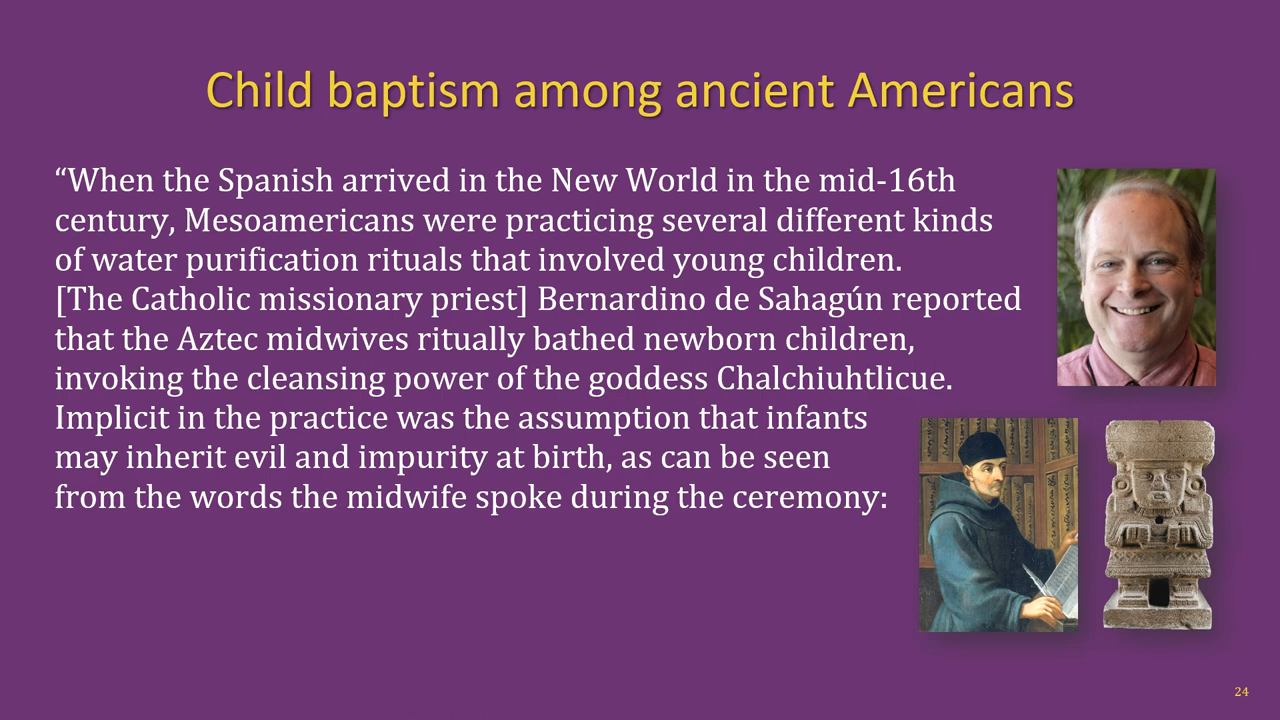 Child baptism among ancient Americans
“When the Spanish arrived in the New World in the mid-16th
century, Mesoamericans were practicing several different kinds
of water purification rituals that involved young children.
[The Catholic missionary priest] Bernardino de Sahagún reported
that the Aztec midwives ritually bathed newborn children,
invoking the cleansing power of the goddess Chalchiuhtlicue.
Implicit in the practice was the assumption that infants
may inherit evil and impurity at birth, as can be seen
from the words the midwife spoke during the ceremony:
24